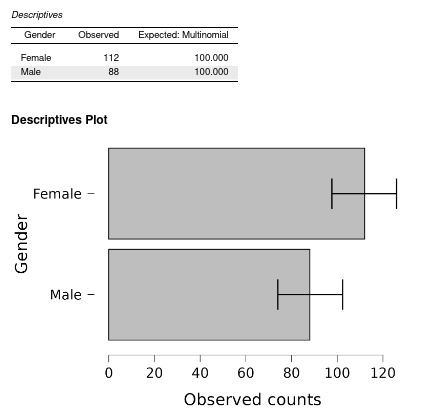 Descriptives
Gender Observed Expected: Multinomial
Female 112 100.000
Male 88 100.000
Descriptives Plot
Female
Male
Gender
0 20 40 60 80 100 120
Observed counts